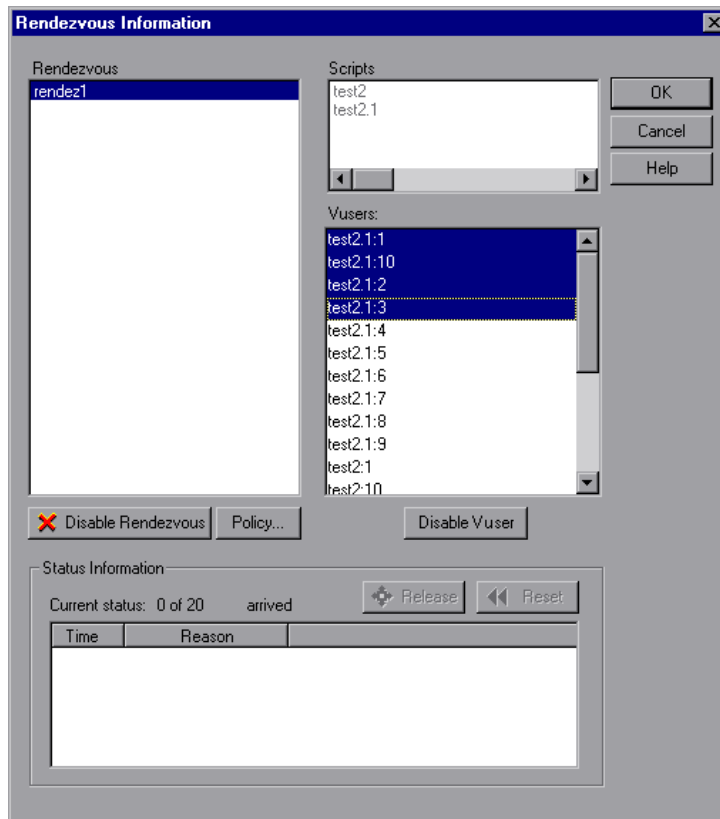 Rendezvous Information
Rendezvous
rendez1
Scripts
test2
test2.1
OK
Cancel
Help
Vusers:
test2.1:1
test2.1:10
test2.1:2
test2.1:3
test2.1:4
test2.1:5
test2.1:6
test2.1:7
test2.1:8
test2.1:9
test2:1
test2:10
Disable Rendezvous
Policy...
Disable Vuser
Status Information
Current status: 0 of 20 arrived
Release
Reset
Time Reason